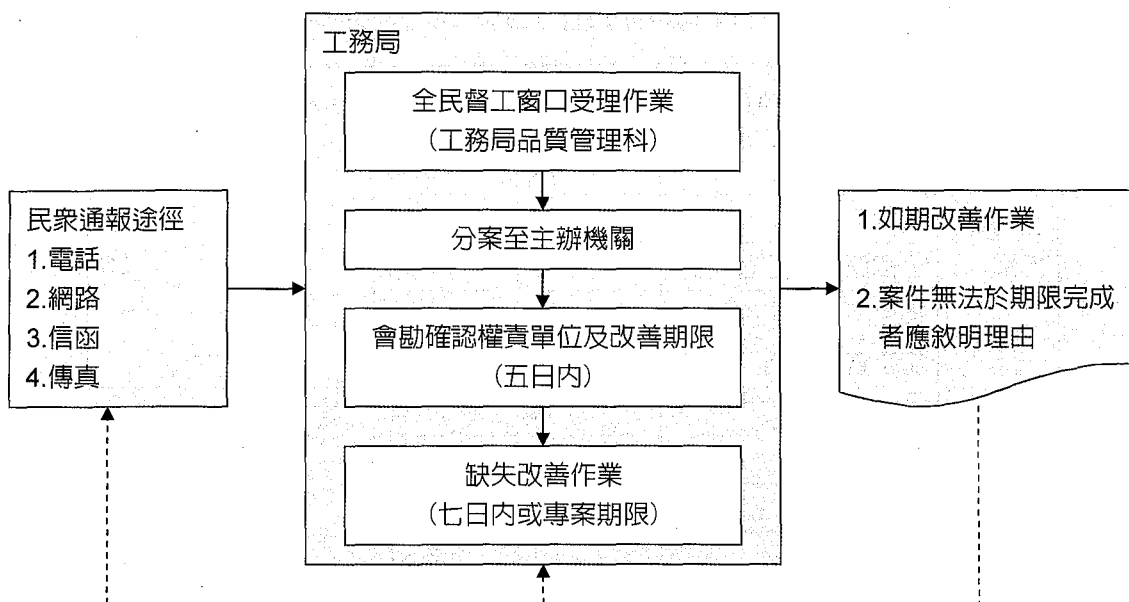 工務局
全民督工窗口受理作業
(工務局品質管理科)
分案至主辦機關
會勘確認權責單位及改善期限
(五日內)
缺失改善作業
(七日內或專案期限)
民眾通報途徑
1.電話
2.網路
3.信函
4.傳真
1.如期改善作業
2.案件無法於期限完成
者應敘明理由